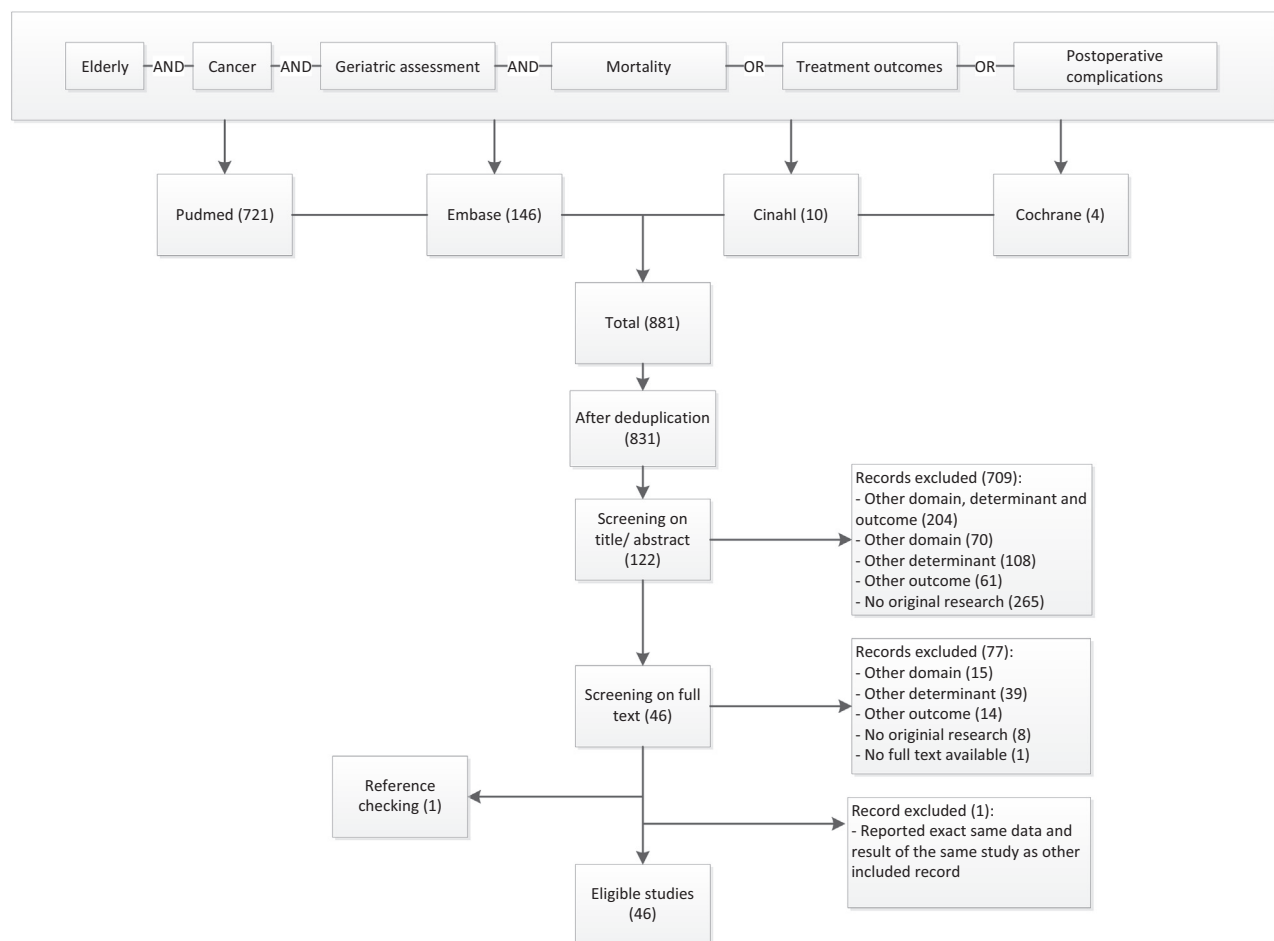 Elderly AND Cancer AND Geriatric assessment AND Mortality OR Treatment outcomes OR Postoperative
complications
Pudmed (721)
Embase (146)
Cinahl (10)
Cochrane (4)
Total (881)
After deduplication
(831)
Screening on
title/ abstract
(122)
Records excluded (709):
- Other domain, determinant and
outcome (204)
- Other domain (70)
- Other determinant (108)
- Other outcome (61)
- No original research (265)
Screening on full
text (46)
Records excluded (77):
- Other domain (15)
- Other determinant (39)
- Other outcome (14)
- No originial research (8)
- No full text available (1)
Reference
checking (1)
Record excluded (1):
- Reported exact same data and
result of the same study as other
included record
Eligible studies
(46)